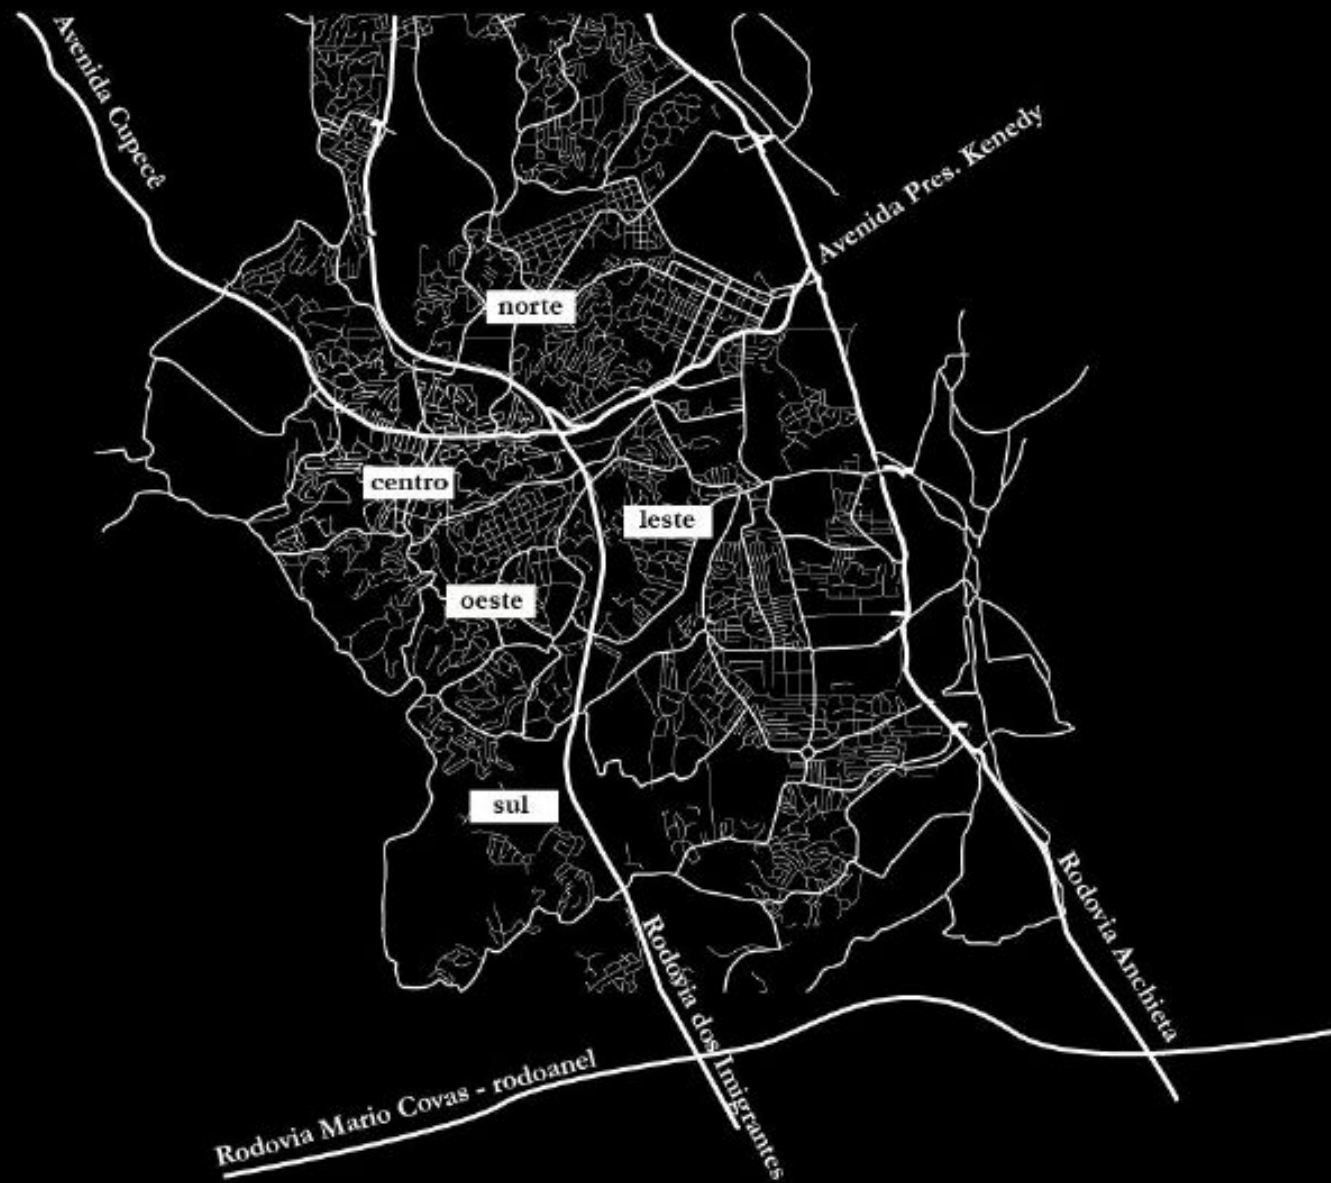 Avenida Cupecê
Avenida Pres. Kenedy
norte
centro
leste
oeste
sul
Rodovia Anchieta
Rodovia dos Imigrantes
Rodovia Mario Covas - rodoanel